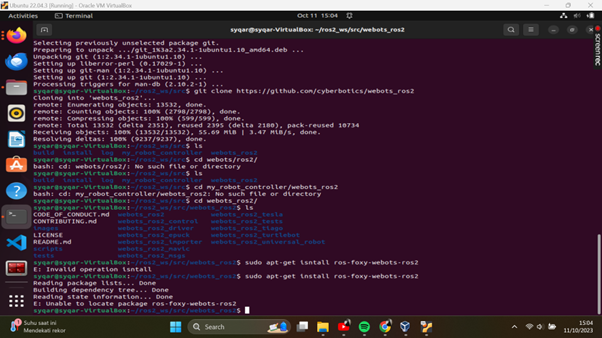 Ubuntu 22.04.3 [Running] - Oracle VM VirtualBox
Activities
Terminal
Oct 11 15:04
syqar@syqar-VirtualBox: ~/ros2_ws/src/webots_ros2
Selecting previously unselected package git.
Preparing to unpack .../git_1%3a2.34.1-1ubuntu1.10_amd64.deb ...
Unpacking git (1:2.34.1-1ubuntu1.10) ...
Setting up liberror-perl (0.17029-1) ...
Setting up git-man (1:2.34.1-1ubuntu1.10) ...
Setting up git (1:2.34.1-1ubuntu1.10) ...
Processing triggers for man-db (2.10.2-1) ...
syqar@syqar-VirtualBox:~/ros2_ws/src$ git clone https://github.com/cyberbotics/webots_ros2
Cloning into 'webots_ros2'...
remote: Enumerating objects: 13532, done.
remote: Counting objects: 100% (2798/2798), done.
remote: Compressing objects: 100% (599/599), done.
remote: Total 13532 (delta 2351), reused 2395 (delta 2180), pack-reused 10734
Receiving objects: 100% (13532/13532), 55.69 MiB | 3.47 MiB/s, done.
Resolving deltas: 100% (9237/9237), done.
syqar@syqar-VirtualBox:~/ros2_ws/src$ ls
build install log my_robot_controller webots_ros2
syqar@syqar-VirtualBox:~/ros2_ws/src$ cd webots/ros2/
bash: cd: webots/ros2/: No such file or directory
syqar@syqar-VirtualBox:~/ros2_ws/src$ ls
build install log my_robot_controller webots_ros2
syqar@syqar-VirtualBox:~/ros2_ws/src$ cd my_robot_controller/webots_ros2
bash: cd: my_robot_controller/webots_ros2: No such file or directory
syqar@syqar-VirtualBox:~/ros2_ws/src$ cd webots_ros2/
syqar@syqar-VirtualBox:~/ros2_ws/src/webots_ros2$ ls
CODE_OF_CONDUCT.md webots_ros2 webots_ros2_tesla
CONTRIBUTING.md webots_ros2_control webots_ros2_tests
images webots_ros2_driver webots_ros2_tiago
LICENSE webots_ros2_epuck webots_ros2_turtlebot
README.md webots_ros2_importer webots_ros2_universal_robot
scripts webots_ros2_mavic
tests webots_ros2_msgs
syqar@syqar-VirtualBox:~/ros2_ws/src/webots_ros2$ sudo apt-get isntall ros-foxy-webots-ros2
E: Invalid operation isntall
syqar@syqar-VirtualBox:~/ros2_ws/src/webots_ros2$ sudo apt-get install ros-foxy-webots-ros2
Reading package lists... Done
Building dependency tree... Done
Reading state information... Done
E: Unable to locate package ros-foxy-webots-ros2
syqar@syqar-VirtualBox:~/ros2_ws/src/webots_ros2$
screenrec
Suhu saat ini
Mendekati rekor
Search
15:04
11/10/2023